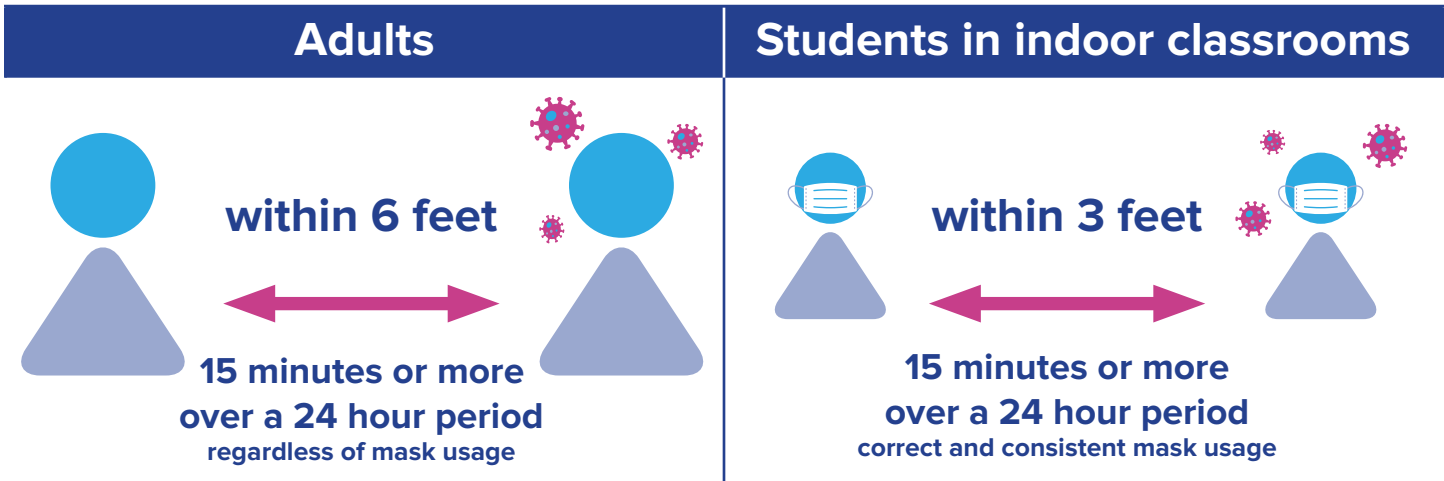 Adults
within 6 feet
15 minutes or more
over a 24 hour period
regardless of mask usage
Students in indoor classrooms
within 3 feet
15 minutes or more
over a 24 hour period
correct and consistent mask usage